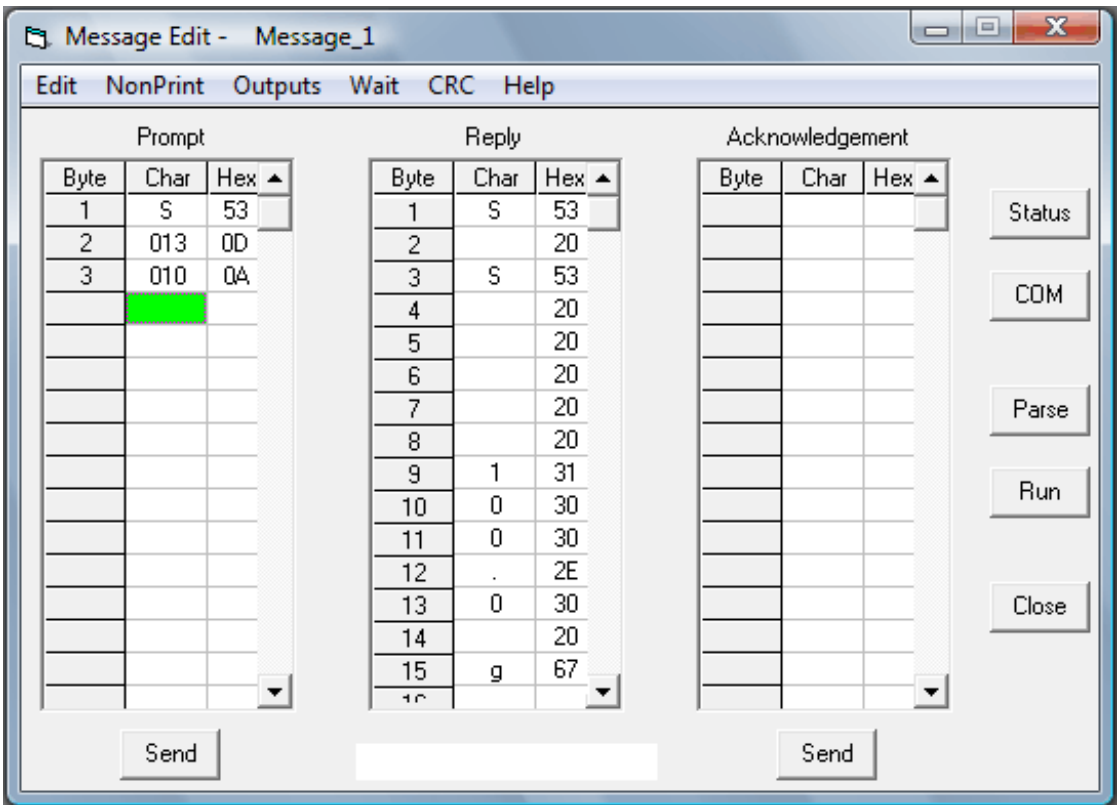 Message Edit - Message_1
Edit NonPrint Outputs Wait CRC Help
Prompt Reply Acknowledgement
Byte Char Hex Byte Char Hex Byte Char Hex
1 S 53 1 S 53
2 013 0D 2 20
3 010 0A 3 S 53
4 20
5 20
6 20
7 20
8 20
9 1 31
10 0 30
11 0 30
12 . 2E
13 0 30
14 20
15 g 67
Status
COM
Parse
Run
Close
Send Send